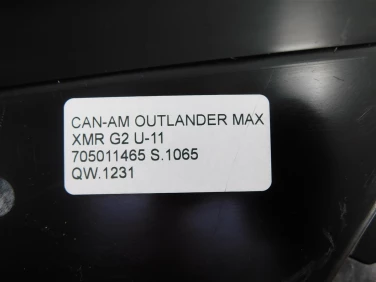 CAN-AM OUTLANDER MAX
XMR G2 U-11
705011465 S.1065
QW.1231